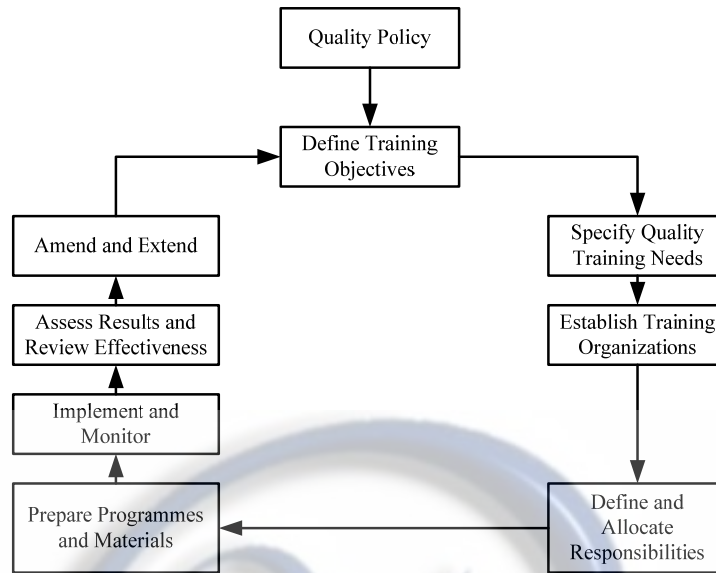 Quality Policy
Define Training
Objectives
Specify Quality
Training Needs
Establish Training
Organizations
Define and
Allocate
Responsibilities
Prepare Programmes
and Materials
Implement and
Monitor
Assess Results and
Review Effectiveness
Amend and Extend